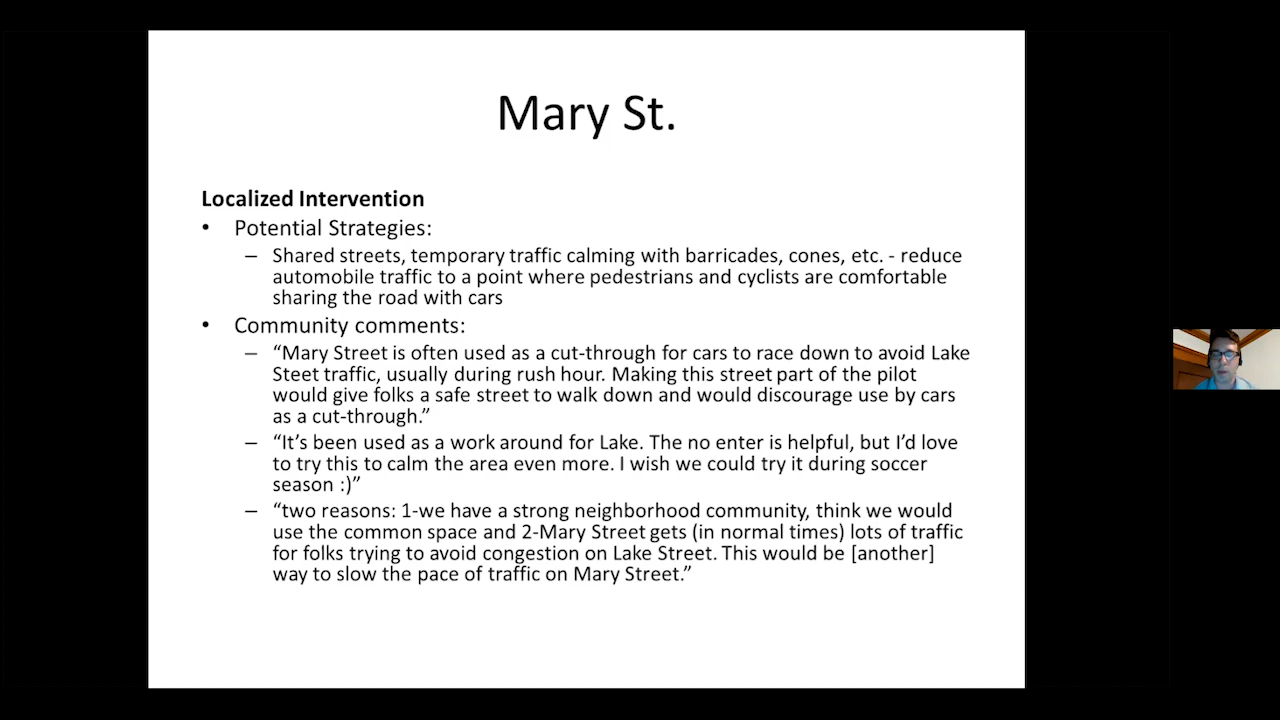 Mary St.
Localized Intervention
• Potential Strategies:
– Shared streets, temporary traffic calming with barricades, cones, etc. - reduce
automobile traffic to a point where pedestrians and cyclists are comfortable
sharing the road with cars
• Community comments:
– “Mary Street is often used as a cut-through for cars to race down to avoid Lake
Steet traffic, usually during rush hour. Making this street part of the pilot
would give folks a safe street to walk down and would discourage use by cars
as a cut-through.”
– “It’s been used as a work around for Lake. The no enter is helpful, but I’d love
to try this to calm the area even more. I wish we could try it during soccer
season :)”
– “two reasons: 1-we have a strong neighborhood community, think we would
use the common space and 2-Mary Street gets (in normal times) lots of traffic
for folks trying to avoid congestion on Lake Street. This would be [another]
way to slow the pace of traffic on Mary Street.”